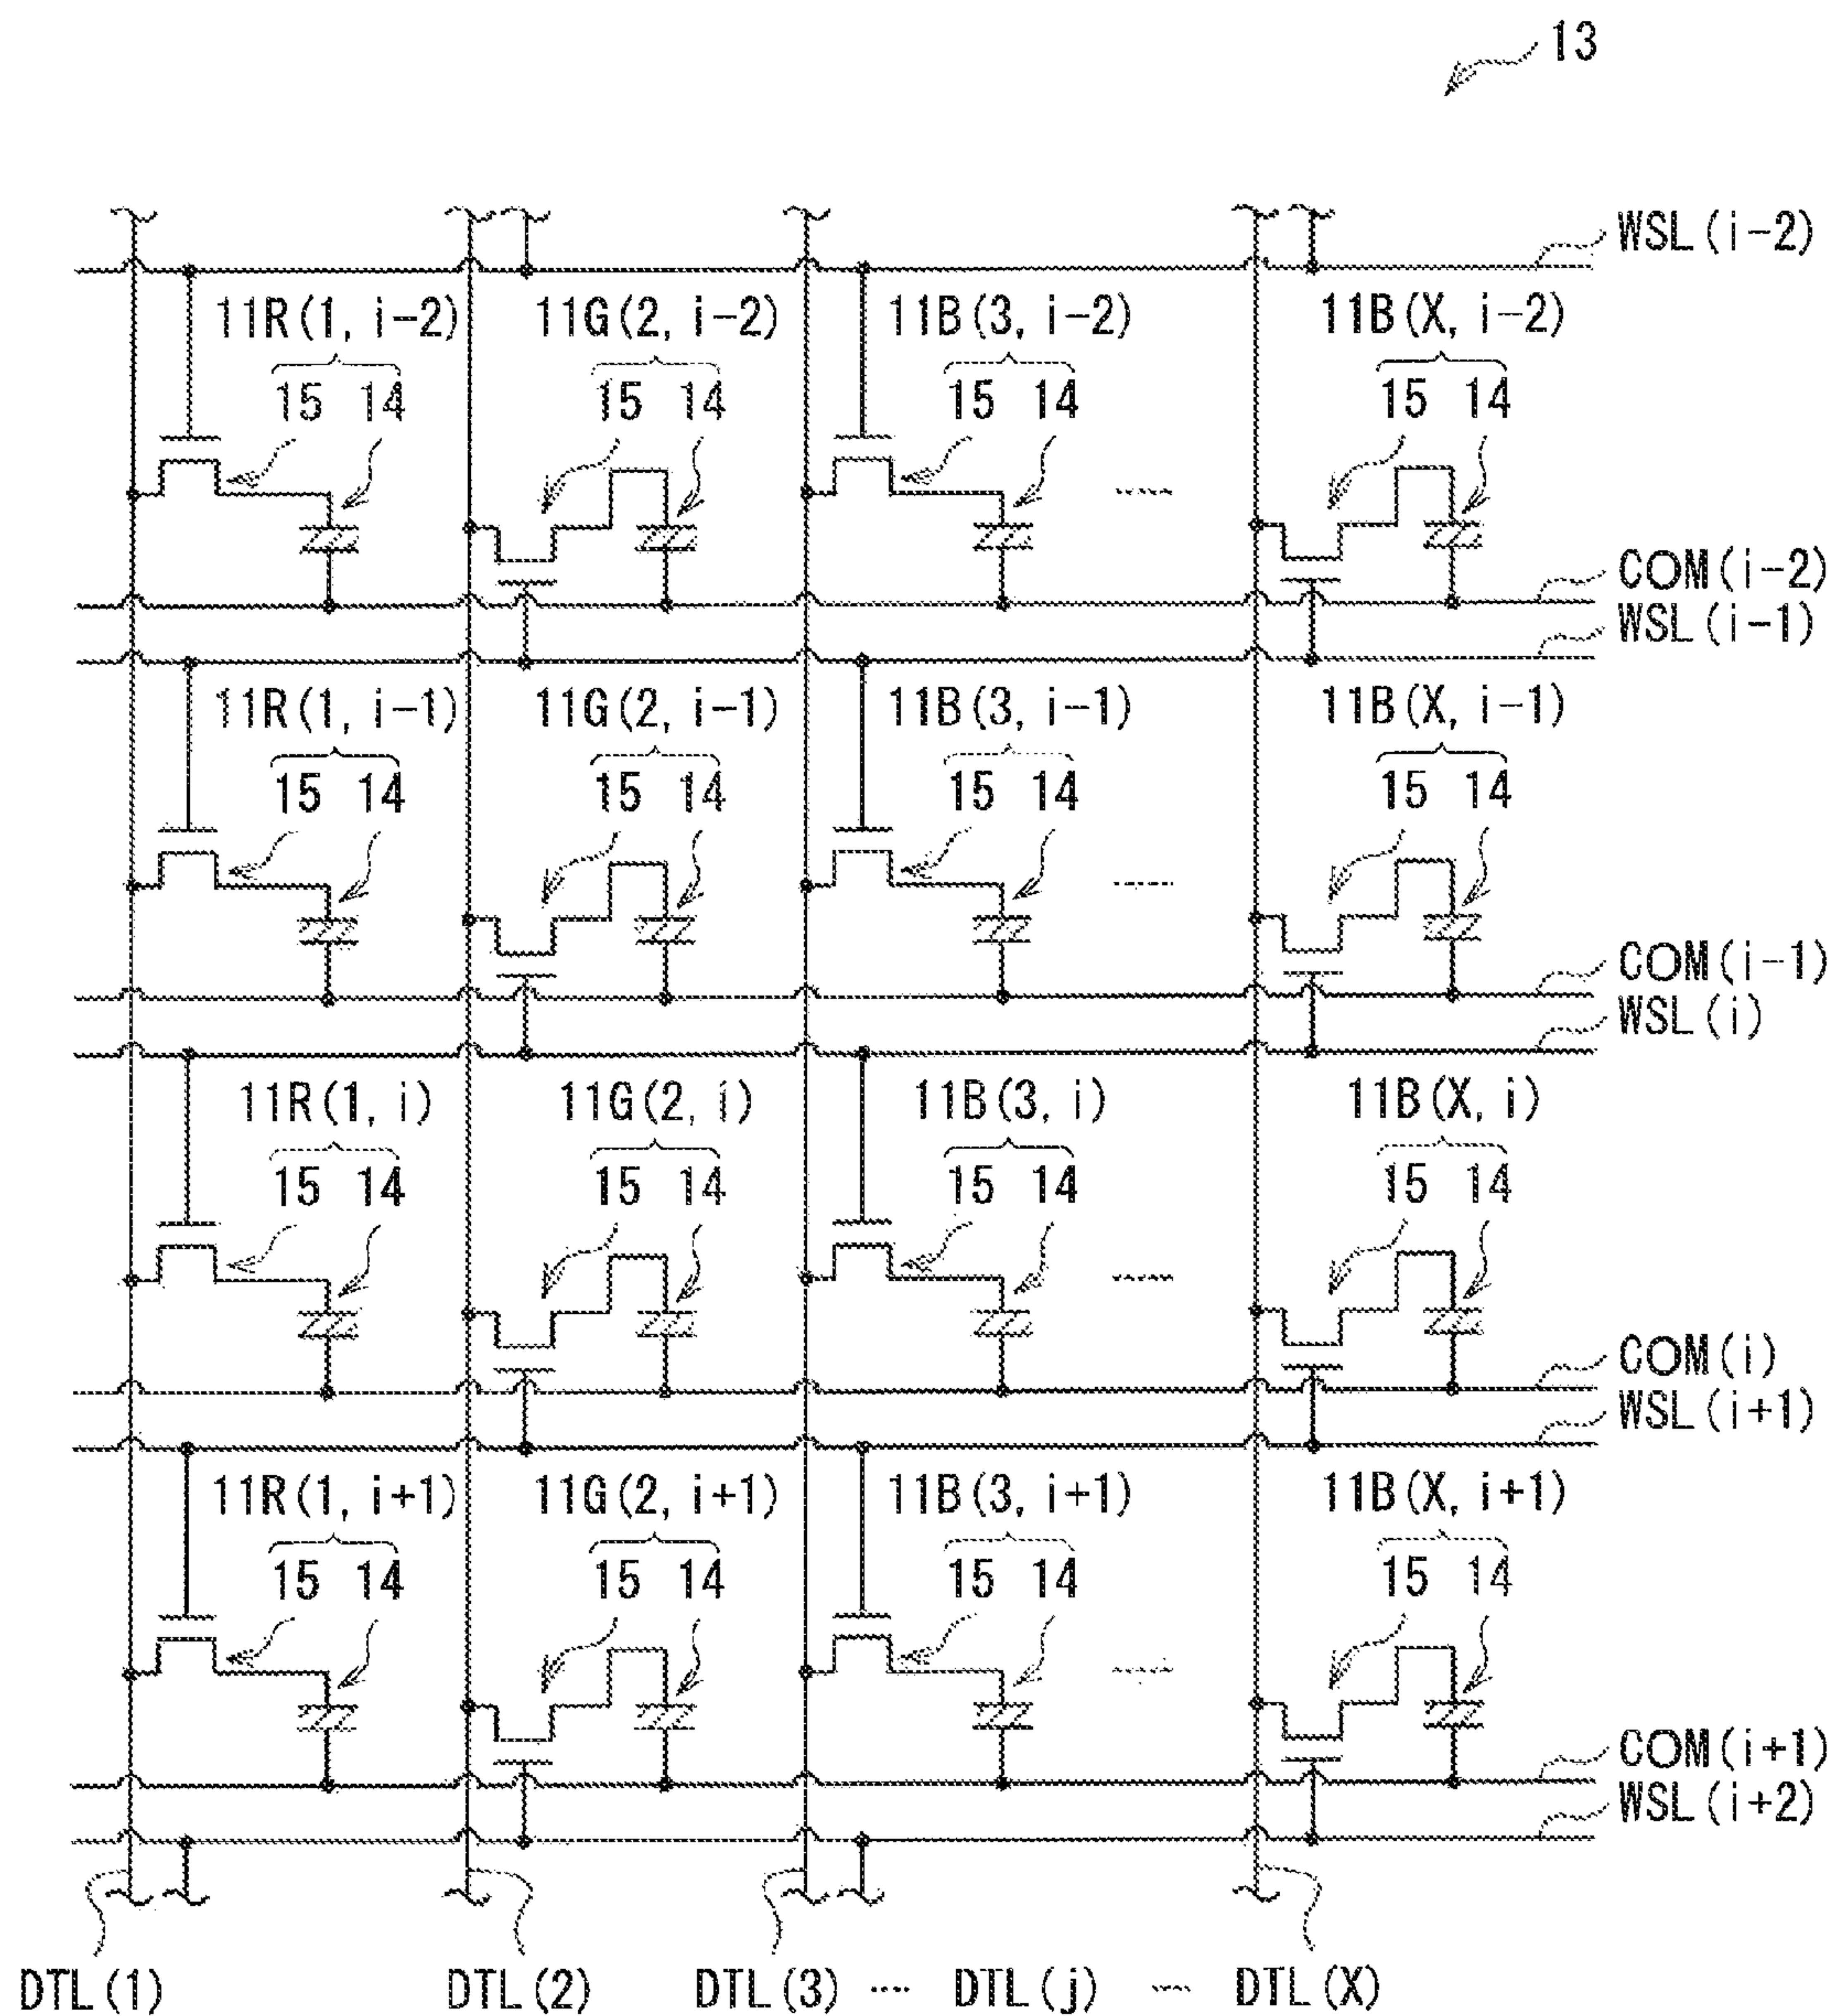 13
WSL(i-2)
11R(1, i-2) 11G(2, i-2) 11B(3, i-2) 11B(X, i-2)
15 14 15 14 15 14 15 14
COM(i-2)
WSL(i-1)
11R(1, i-1) 11G(2, i-1) 11B(3, i-1) 11B(X, i-1)
15 14 15 14 15 14 15 14
COM(i-1)
WSL(i)
11R(1, i) 11G(2, i) 11B(3, i) 11B(X, i)
15 14 15 14 15 14 15 14
COM(i)
WSL(i+1)
11R(1, i+1) 11G(2, i+1) 11B(3, i+1) 11B(X, i+1)
15 14 15 14 15 14 15 14
COM(i+1)
WSL(i+2)
DTL(1) DTL(2) DTL(3) … DTL(j) … DTL(X)